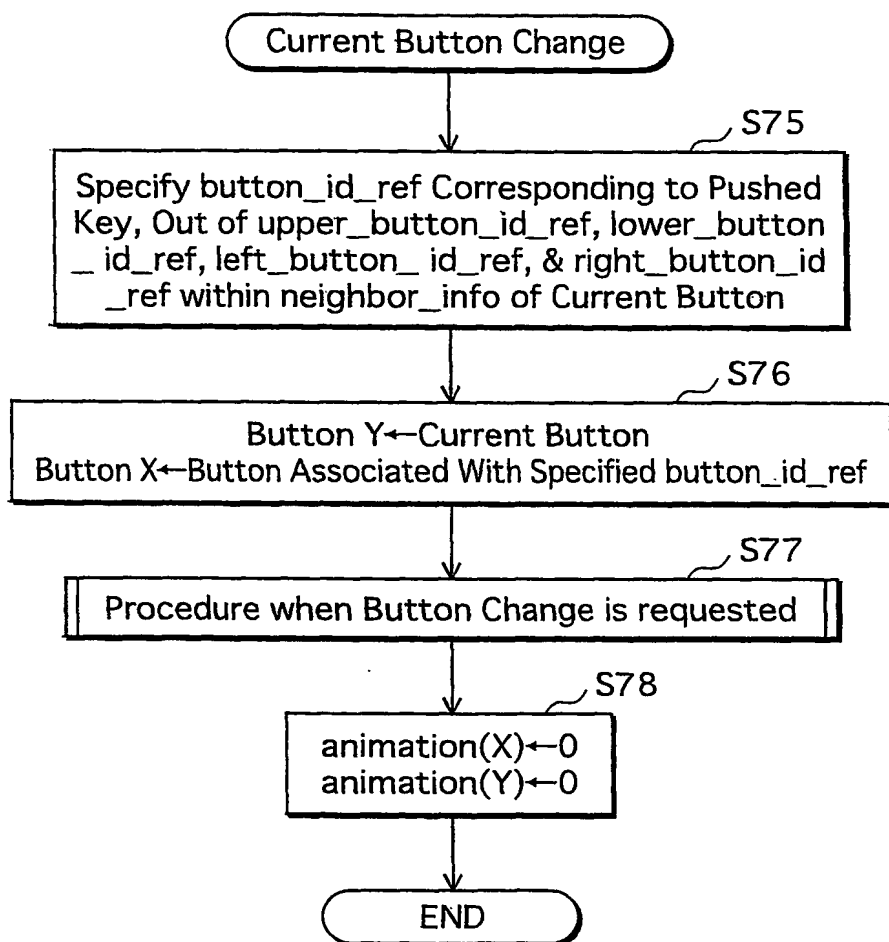 Current Button Change
S75
Specify button_id_ref Corresponding to Pushed
Key, Out of upper_button_id_ref, lower_button
_ id_ref, left_button_ id_ref, & right_button_id
_ref within neighbor_info of Current Button
S76
Button Y←Current Button
Button X←Button Associated With Specified button_id_ref
S77
Procedure when Button Change is requested
S78
animation(X)←0
animation(Y)←0
END